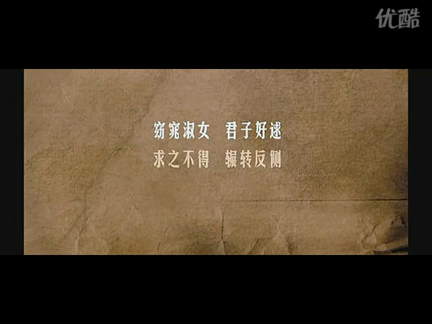 优酷
窈窕淑女 君子好逑
求之不得 辗转反侧